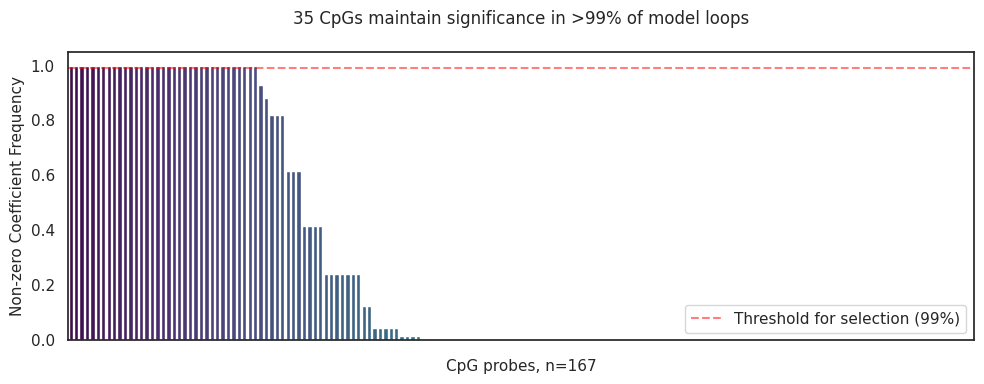 35 CpGs maintain significance in >99% of model loops
Non-zero Coefficient Frequency
1.0
0.8
0.6
0.4
0.2
0.0
Threshold for selection (99%)
CpG probes, n=167